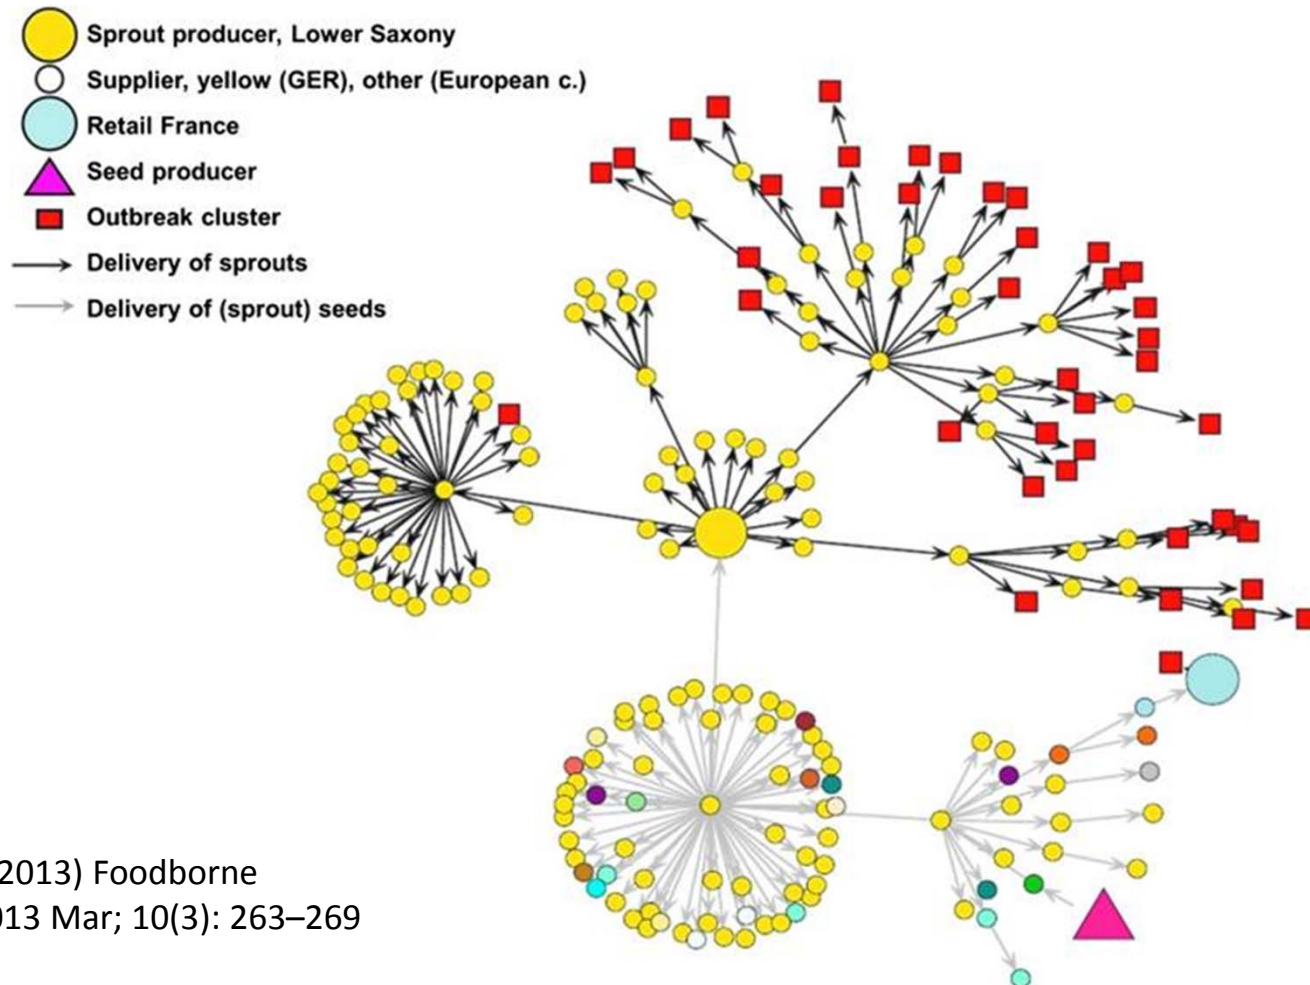 Sprout producer, Lower Saxony
Supplier, yellow (GER), other (European c.)
Retail France
Seed producer
Outbreak cluster
Delivery of sprouts
Delivery of (sprout) seeds
2013) Foodborne
13 Mar; 10(3): 263–269